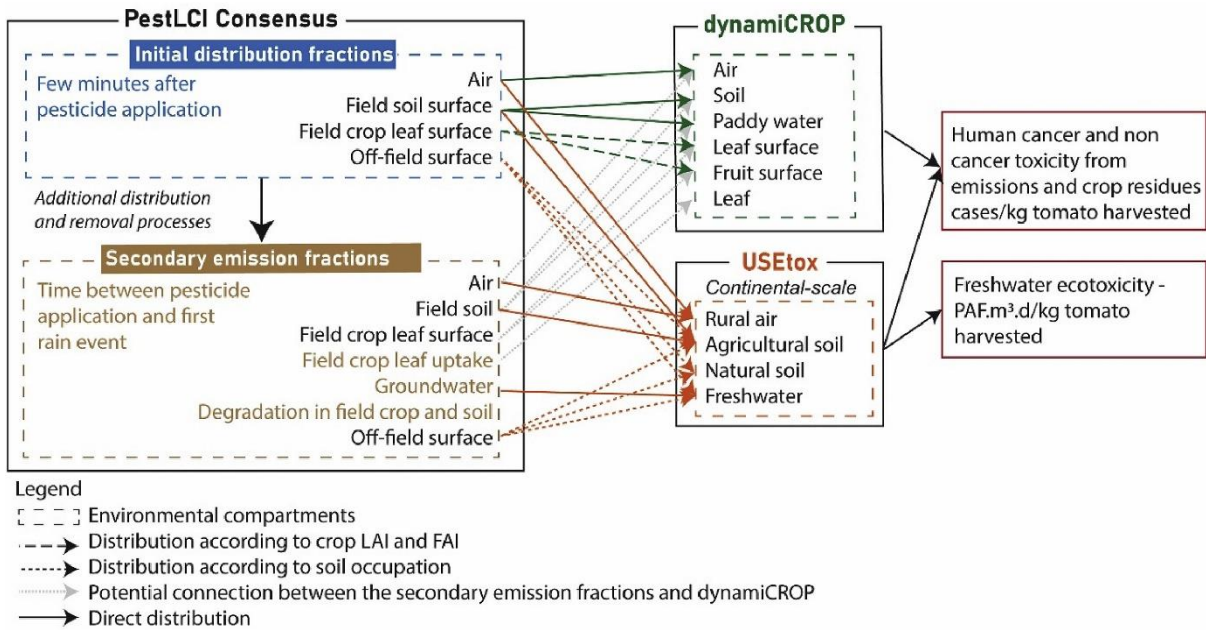 PestLCI Consensus
Initial distribution fractions
Few minutes after
pesticide application
Air
Field soil surface
Field crop leaf surface
Off-field surface
Additional distribution
and removal processes
Secondary emission fractions
Time between pesticide
application and first
rain event
Air
Field soil
Field crop leaf surface
Field crop leaf uptake
Groundwater
Degradation in field crop and soil
Off-field surface
dynamiCROP
Air
Soil
Paddy water
Leaf surface
Fruit surface
Leaf
USEtox
Continental-scale
Rural air
Agricultural soil
Natural soil
Freshwater
Human cancer and non
cancer toxicity from
emissions and crop residues
cases/kg tomato harvested
Freshwater ecotoxicity -
PAF.m³.d/kg tomato
harvested
Legend
Environmental compartments
Distribution according to crop LAI and FAI
Distribution according to soil occupation
Potential connection between the secondary emission fractions and dynamiCROP
Direct distribution